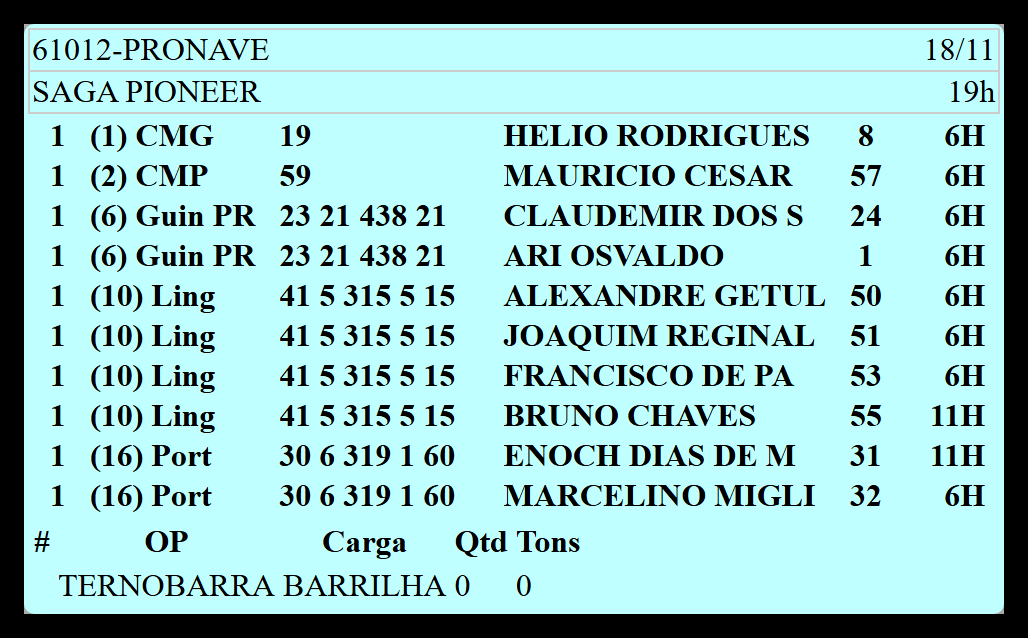 61012-PRONAVE 18/11
SAGA PIONEER 19h
1 (1) CMG 19 HELIO RODRIGUES 8 6H
1 (2) CMP 59 MAURICIO CESAR 57 6H
1 (6) Guin PR 23 21 438 21 CLAUDEMIR DOS S 24 6H
1 (6) Guin PR 23 21 438 21 ARI OSVALDO 1 6H
1 (10) Ling 41 5 315 5 15 ALEXANDRE GETUL 50 6H
1 (10) Ling 41 5 315 5 15 JOAQUIM REGINAL 51 6H
1 (10) Ling 41 5 315 5 15 FRANCISCO DE PA 53 6H
1 (10) Ling 41 5 315 5 15 BRUNO CHAVES 55 11H
1 (16) Port 30 6 319 1 60 ENOCH DIAS DE M 31 11H
1 (16) Port 30 6 319 1 60 MARCELINO MIGLI 32 6H
# OP Carga Qtd Tons
TERNOBARRA BARRILHA 0 0